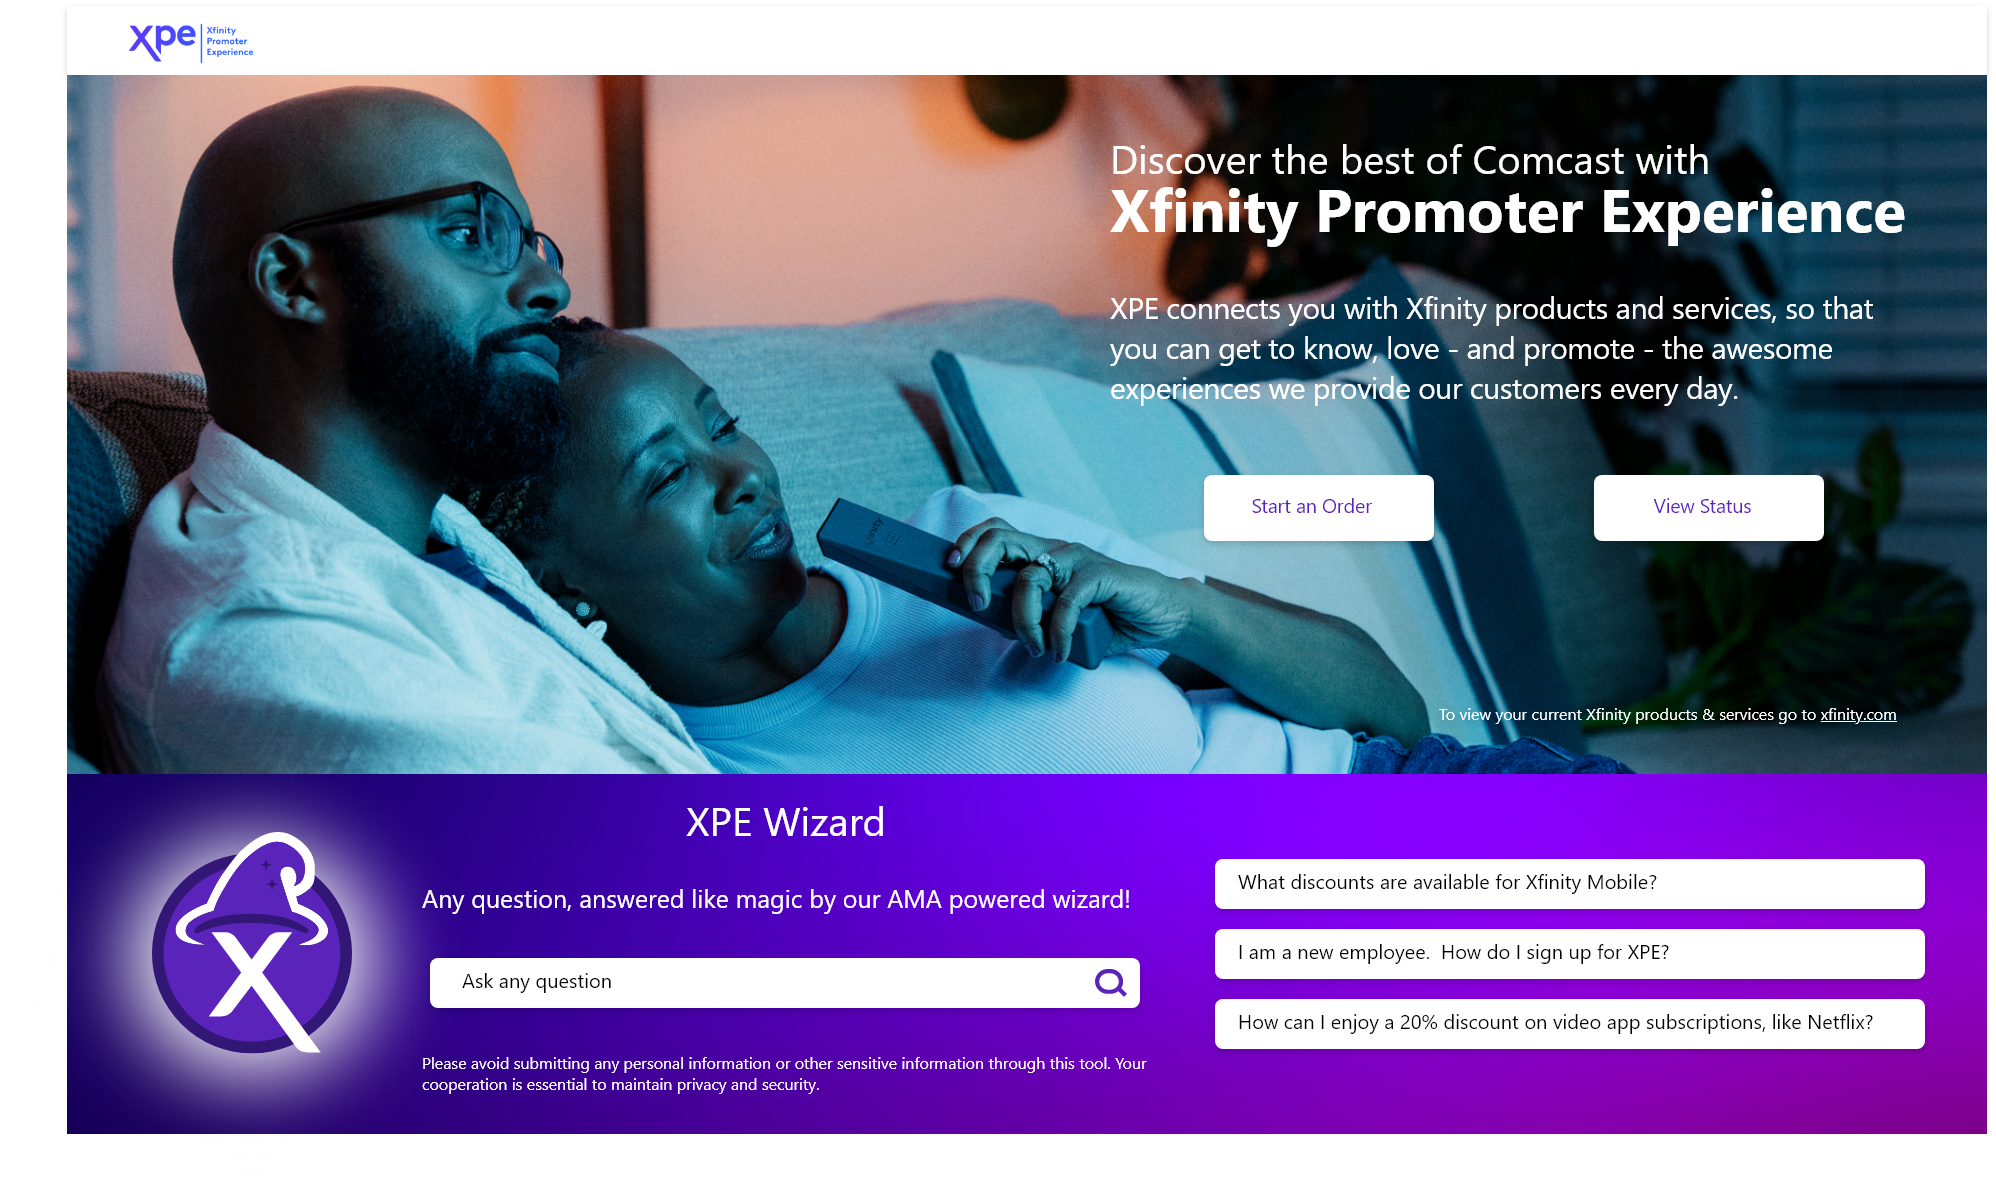 xpe
Xfinity
Promoter
Experience
Discover the best of Comcast with
Xfinity Promoter Experience
XPE connects you with Xfinity products and services, so that
you can get to know, love - and promote - the awesome
experiences we provide our customers every day.
Start an Order
View Status
xfinity
To view your current Xfinity products & services go to xfinity.com
XPE Wizard
Any question, answered like magic by our AMA powered wizard!
Ask any question
Please avoid submitting any personal information or other sensitive information through this tool. Your
cooperation is essential to maintain privacy and security.
X
What discounts are available for Xfinity Mobile?
I am a new employee.  How do I sign up for XPE?
How can I enjoy a 20% discount on video app subscriptions, like Netflix?